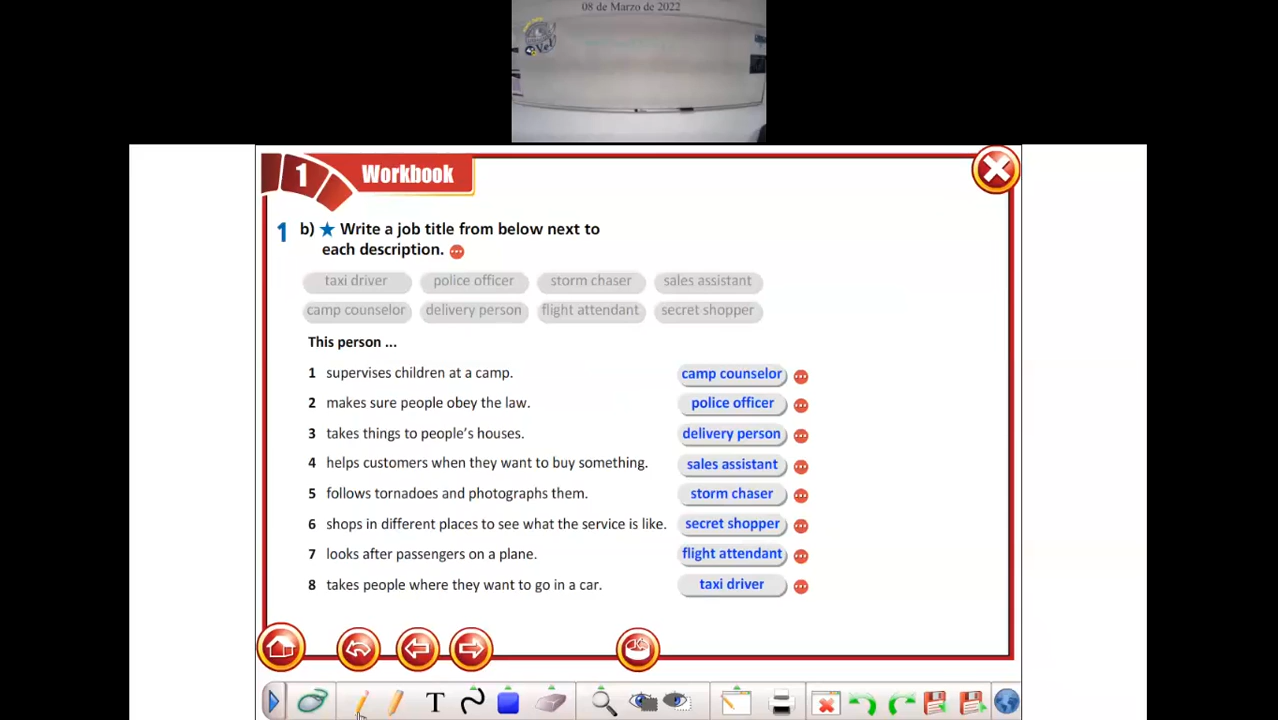 08 de Marzo de 2022
1 Workbook
1 b) ★ Write a job title from below next to
each description.
taxi driver police officer storm chaser sales assistant
camp counselor delivery person flight attendant secret shopper
This person ...
1 supervises children at a camp. camp counselor
2 makes sure people obey the law. police officer
3 takes things to people's houses. delivery person
4 helps customers when they want to buy something. sales assistant
5 follows tornadoes and photographs them. storm chaser
6 shops in different places to see what the service is like. secret shopper
7 looks after passengers on a plane. flight attendant
8 takes people where they want to go in a car. taxi driver
T